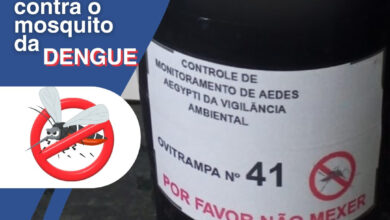 contra o
mosquito
da
DENGUE
CONTROLE DE
MONITORAMENTO DE AEDES
AEGYPTI DA VIGILÂNCIA
AMBIENTAL
OVITRAMPA Nº 41
POR FAVOR NÃO MEXER